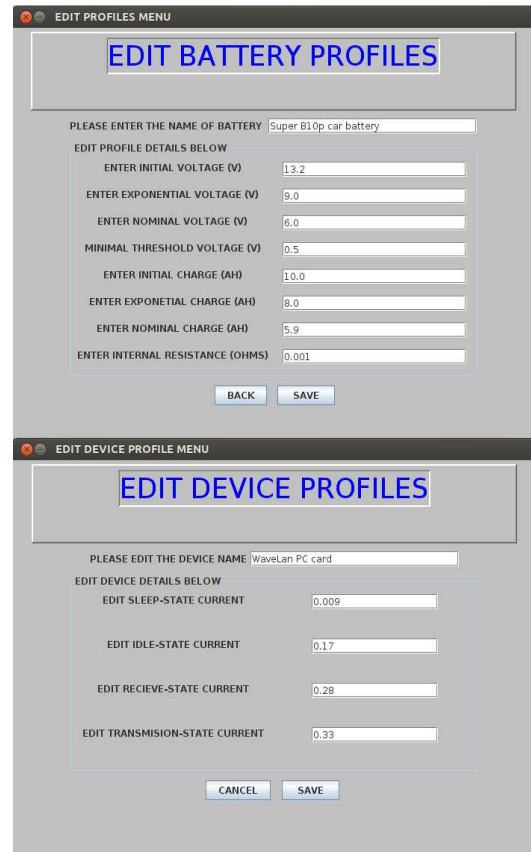 EDIT PROFILES MENU
EDIT BATTERY PROFILES
PLEASE ENTER THE NAME OF BATTERY Super B10p car battery
EDIT PROFILE DETAILS BELOW
ENTER INITIAL VOLTAGE (V) 13.2
ENTER EXPONENTIAL VOLTAGE (V) 9.0
ENTER NOMINAL VOLTAGE (V) 6.0
MINIMAL THRESHOLD VOLTAGE (V) 0.5
ENTER INITIAL CHARGE (AH) 10.0
ENTER EXPONETIAL CHARGE (AH) 8.0
ENTER NOMINAL CHARGE (AH) 5.9
ENTER INTERNAL RESISTANCE (OHMS) 0.001
BACK SAVE
EDIT DEVICE PROFILE MENU
EDIT DEVICE PROFILES
PLEASE EDIT THE DEVICE NAME WaveLan PC card
EDIT DEVICE DETAILS BELOW
EDIT SLEEP-STATE CURRENT 0.009
EDIT IDLE-STATE CURRENT 0.17
EDIT RECIEVE-STATE CURRENT 0.28
EDIT TRANSMISION-STATE CURRENT 0.33
CANCEL SAVE